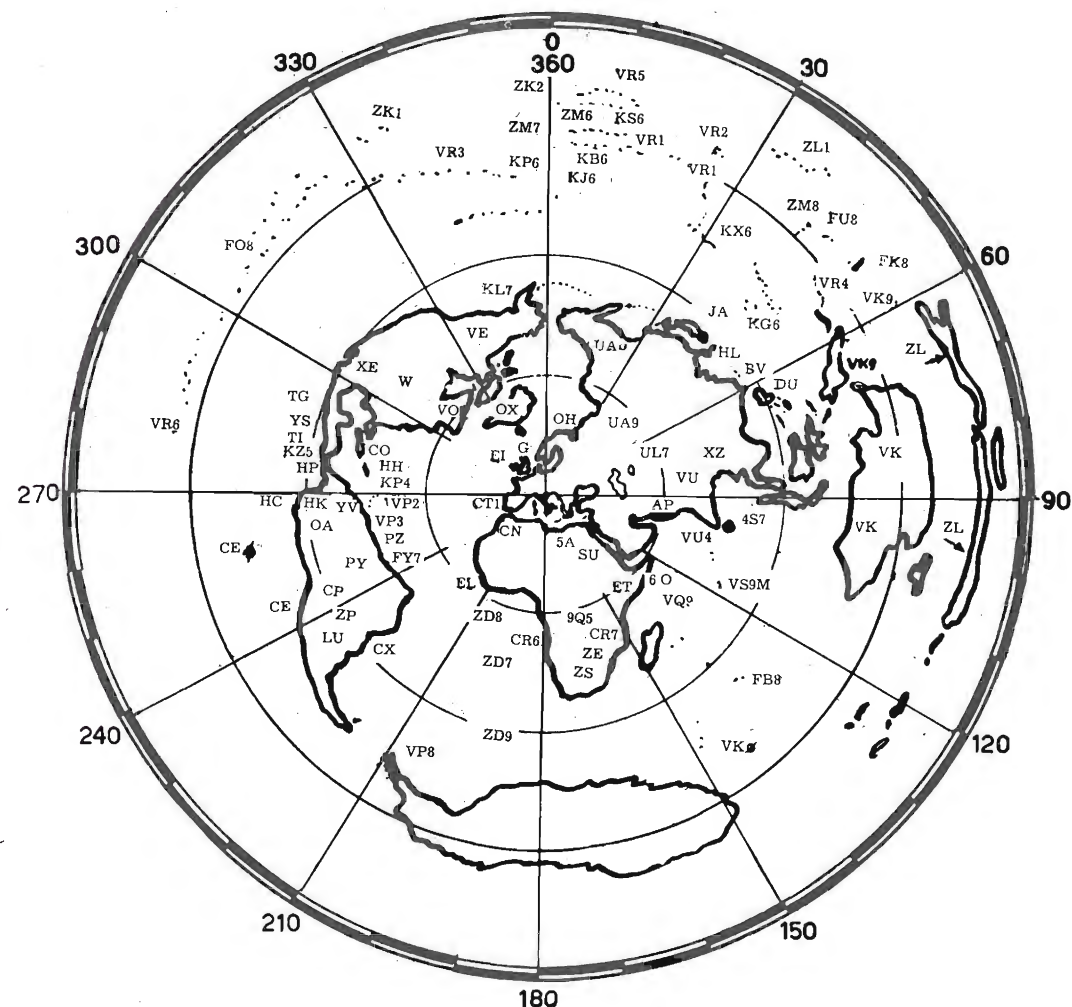 0
360
330
30
VR5
ZK2
ZK1
ZM6
KS6
ZM7
VR1
VR2
ZL1
VR3
KP6
KB6
VR1
KJ6
ZM8
FU8
300
FO8
KX6
60
FK8
KL7
VR4
VK9
JA
KG6
VE
ZL
HL
XE
BV
VK9
W
DU
TG
VR6
VO
OX
OH
UA9
YS
TI
CO
G
KZ5
EI
UL7
XZ
VK
HP
HH
VU
KP4
270
HC
HK
YV
VP2
CT1
AP
90
OA
VP3
CN
4S7
VK
PZ
5A
VU4
ZL
CE
SU
PY
FY7
EL
ET
6O
VS9M
CP
VQ9
CE
ZP
ZD8
9Q5
LU
CX
CR6
CR7
ZD7
ZE
ZS
FB8
240
ZD9
120
VP8
VK
210
150
180